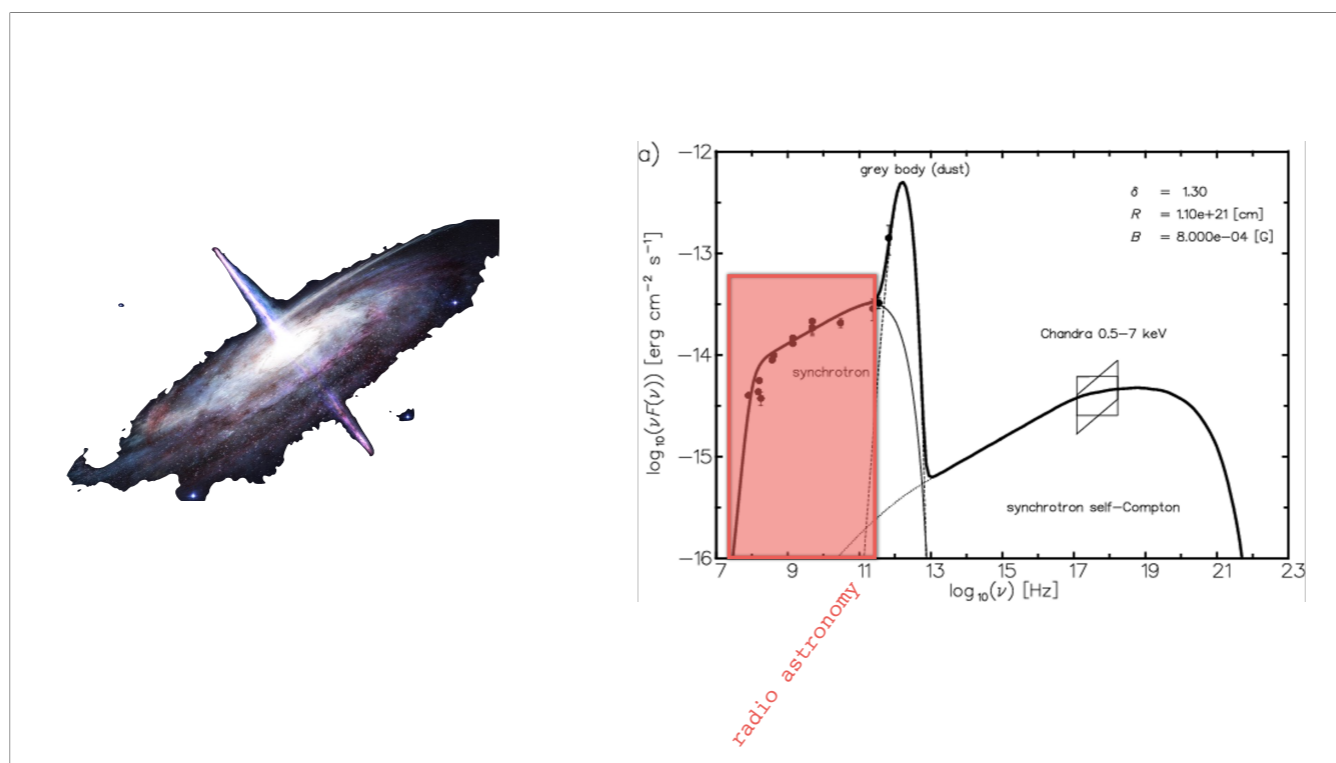 a)
-12
grey body (dust)
δ = 1.30
R = 1.10e+21 [cm]
B = 8.000e-04 [G]
-13
Chandra 0.5-7 keV
-14
synchrotron
log₁₀(νF(ν)) [erg cm⁻² s⁻¹]
-15
synchrotron self-Compton
-16
7 9 11 13 15 17 19 21 23
log₁₀(ν) [Hz]
radio astronomy